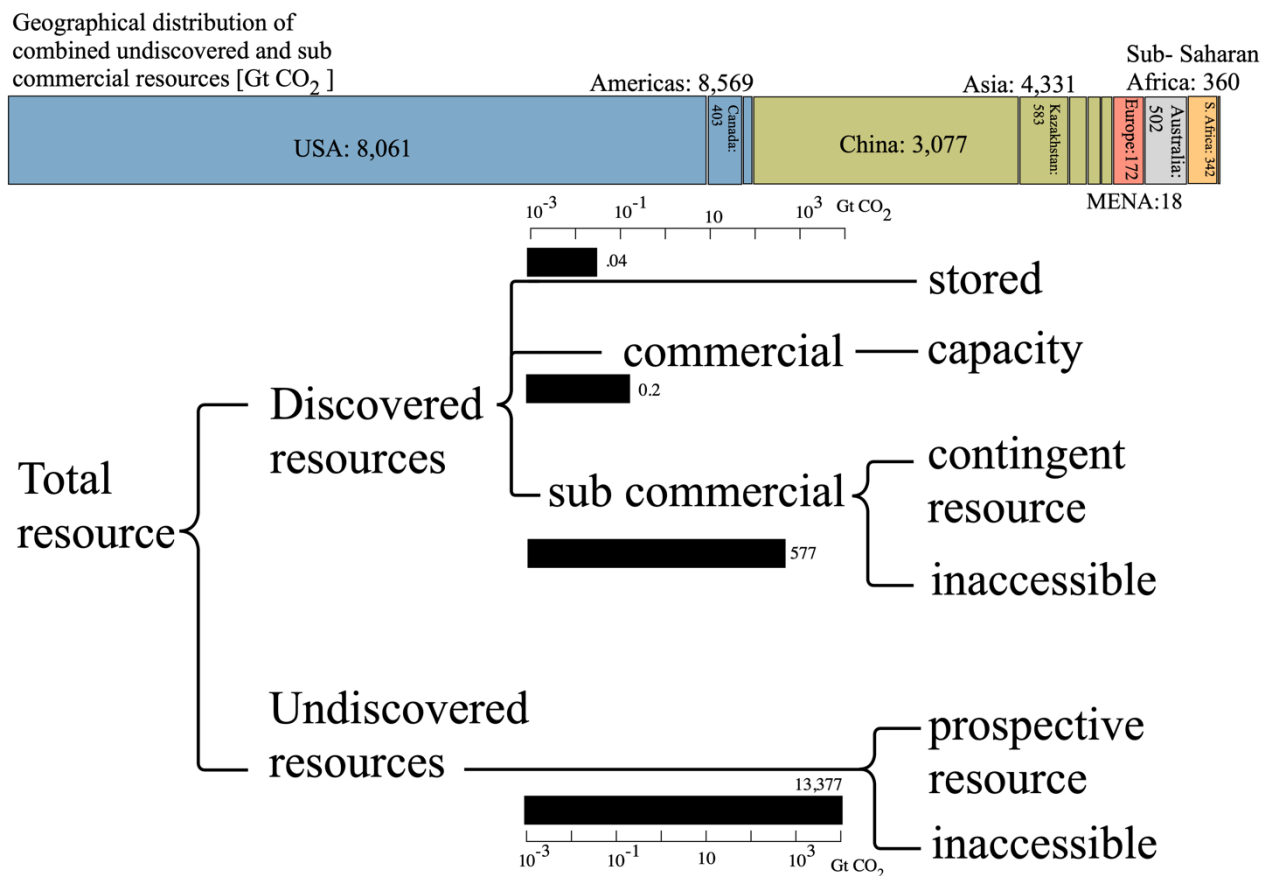 Geographical distribution of
combined undiscovered and sub
commercial resources [Gt CO2 ]
Americas: 8,569
Asia: 4,331
Sub- Saharan
Africa: 360
USA: 8,061
Canada:
403
China: 3,077
Kazakhstan:
583
Europe:172
Australia:
502
S. Africa: 342
MENA:18
10-3 10-1 10 103 Gt CO2
.04
stored
commercial
capacity
0.2
Discovered
resources
sub commercial
contingent
resource
inaccessible
577
Total
resource
Undiscovered
resources
prospective
resource
inaccessible
13,377
10-3 10-1 10 103 Gt CO2